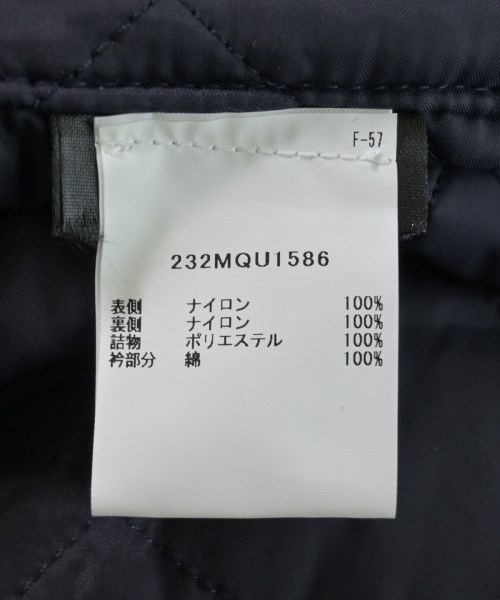 F-57
232MQU1586
表側 ナイロン 100%
裏側 ナイロン 100%
詰物 ポリエステル 100%
衿部分 綿 100%